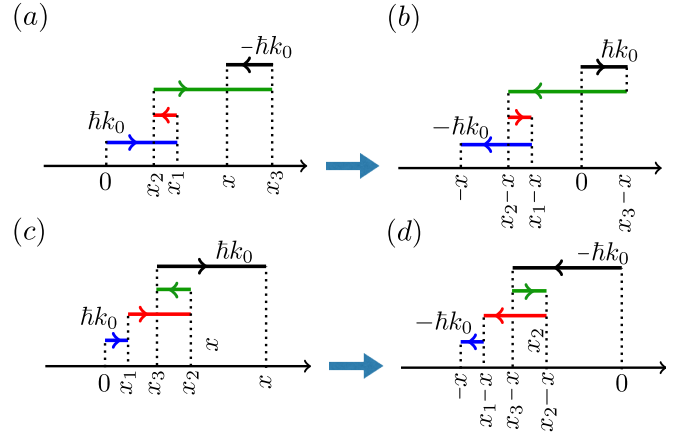 (a)
−ħk₀
ħk₀
0
x₂
x₁
x
x₃
(b)
ħk₀
−ħk₀
−x
x₂−x
x₁−x
0
x₃−x
(c)
ħk₀
ħk₀
x
0
x₁
x₃
x₂
x
(d)
−ħk₀
−ħk₀
x₂
−x
x₁−x
x₃−x
x₂−x
0